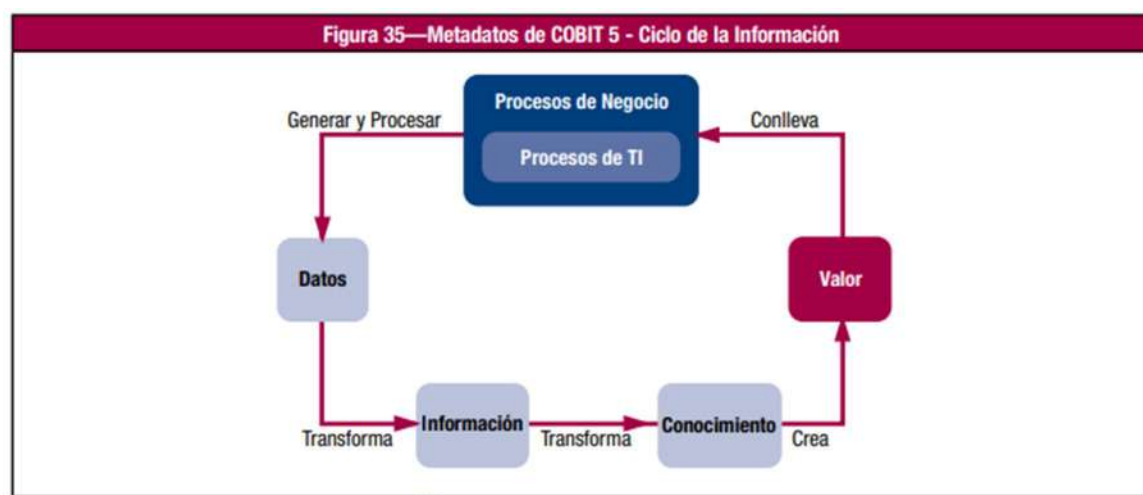 Figura 35—Metadatos de COBIT 5 - Ciclo de la Información
Procesos de Negocio
Generar y Procesar
Conlleva
Procesos de TI
Datos
Valor
Información
Conocimiento
Transforma
Transforma
Crea